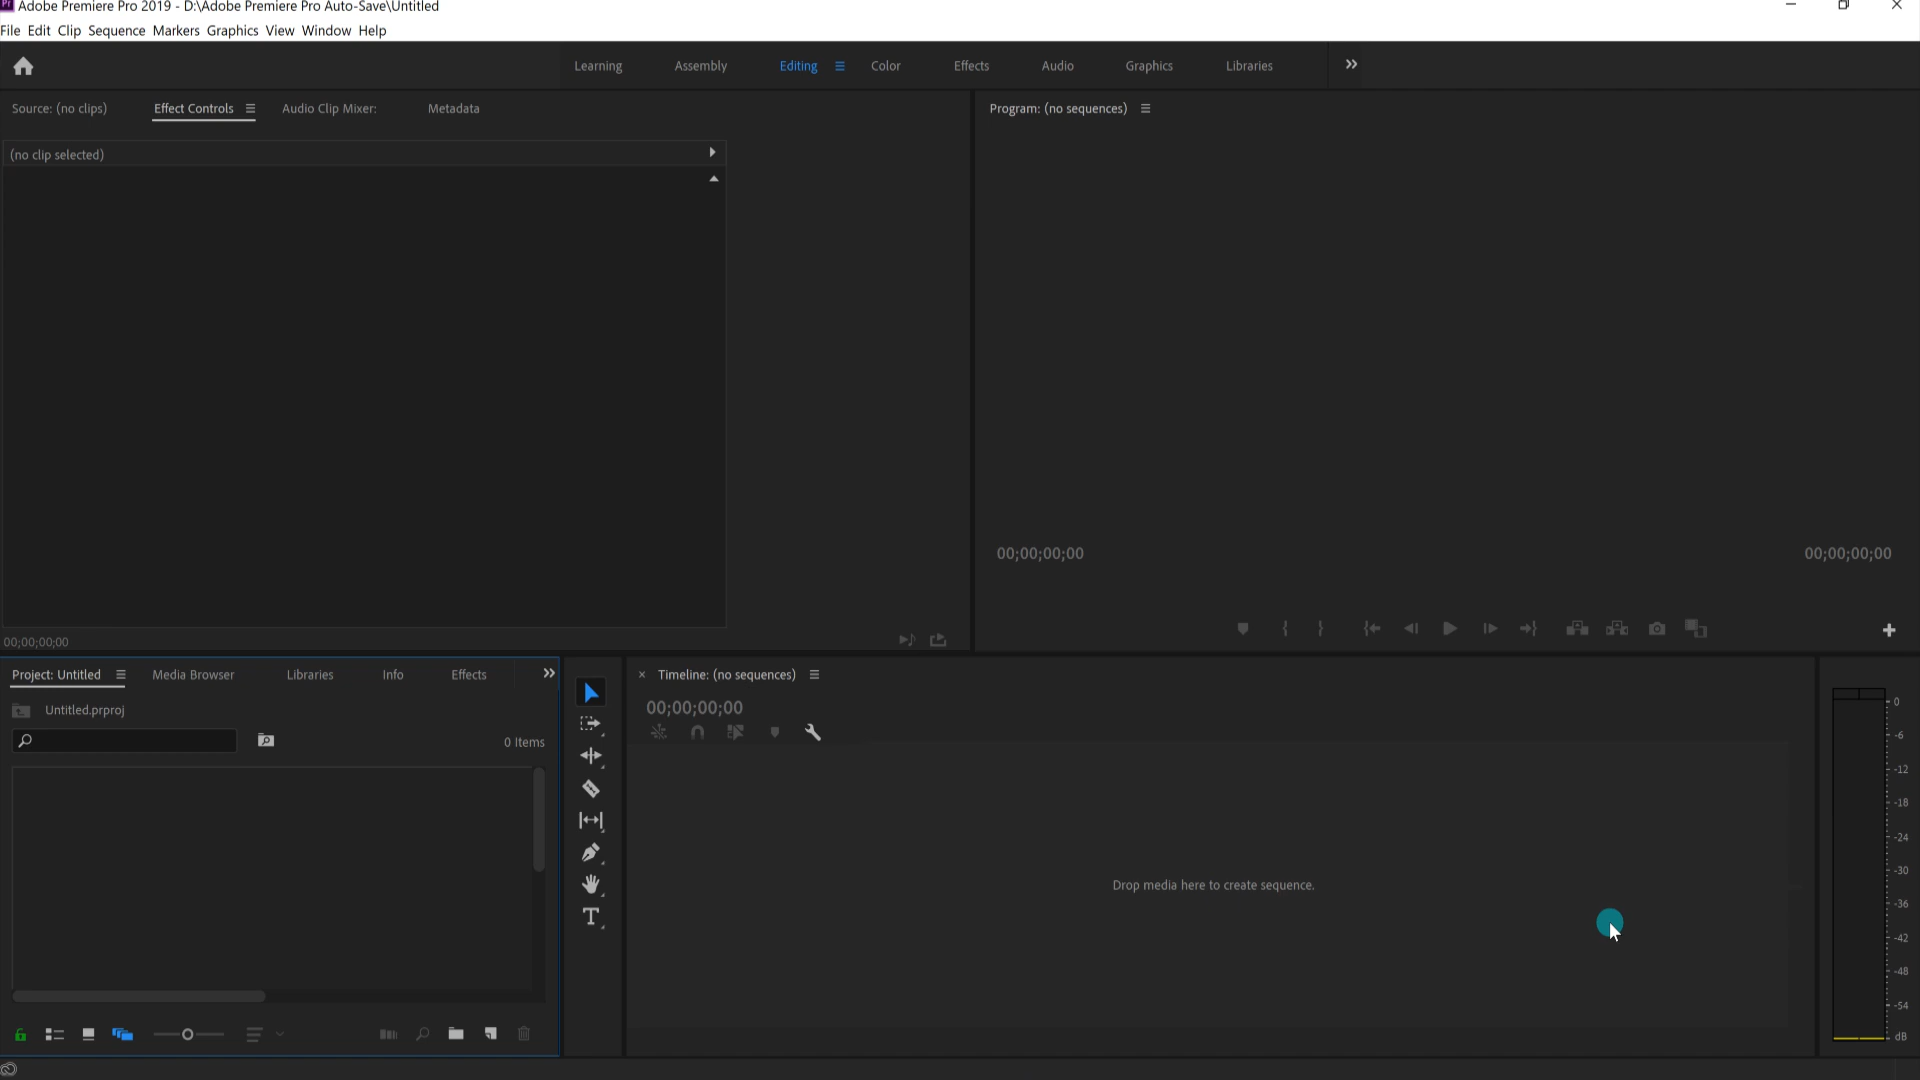 Pr Adobe Premiere Pro 2019 - D:\Adobe Premiere Pro Auto-Save\Untitled
File Edit Clip Sequence Markers Graphics View Window Help
Learning Assembly Editing Color Effects Audio Graphics Libraries
Source: (no clips) Effect Controls Audio Clip Mixer: Metadata
Program: (no sequences)
(no clip selected)
00;00;00;00 00;00;00;00
00;00;00;00
Project: Untitled Media Browser Libraries Info Effects
Untitled.prproj
0 Items
Timeline: (no sequences)
00;00;00;00
Drop media here to create sequence.
0
-6
-12
-18
-24
-30
-36
-42
-48
-54
dB